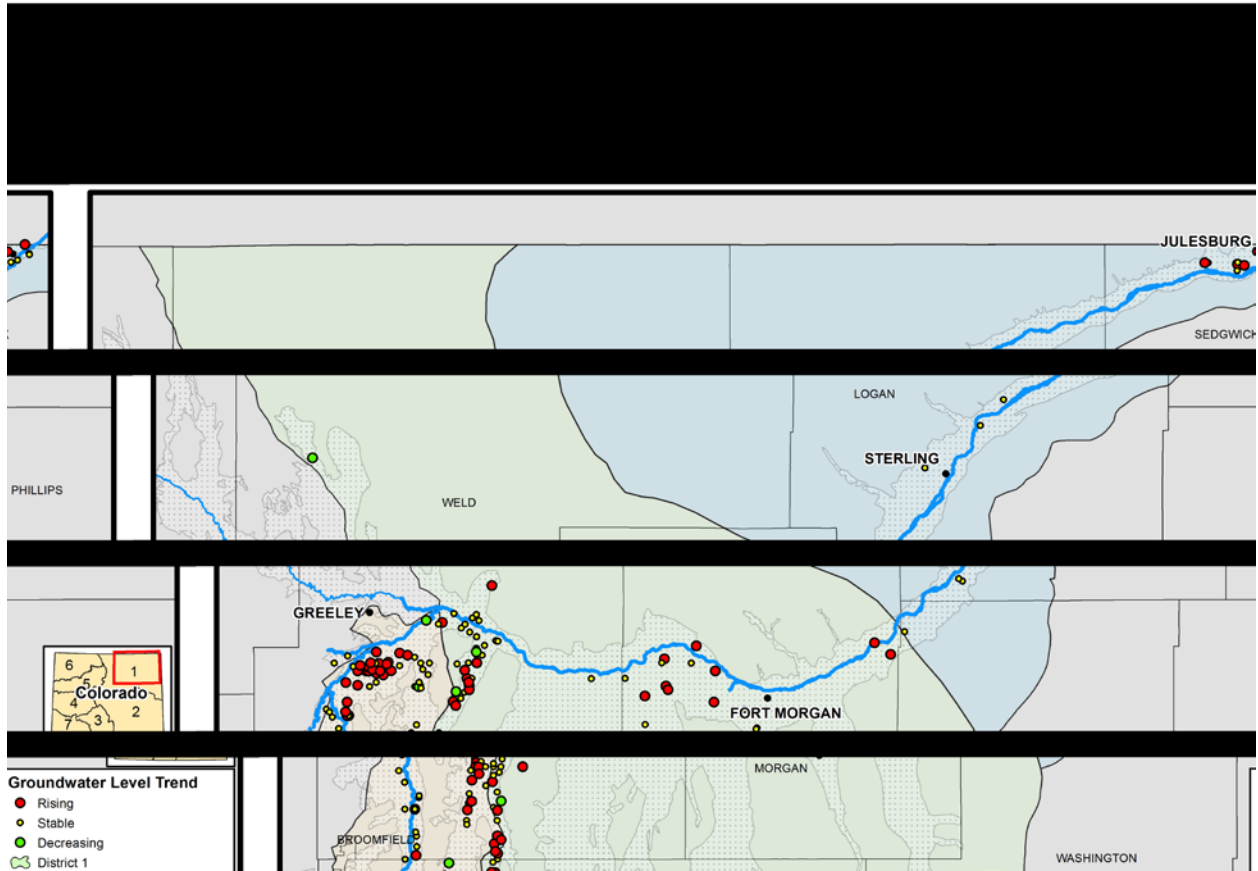 JULESBURG
SEDGWICK
LOGAN
STERLING
PHILLIPS
WELD
GREELEY
6
1
5
Colorado
4
2
7
3
FORT MORGAN
Groundwater Level Trend
Rising
Stable
Decreasing
District 1
MORGAN
BROOMFIELD
WASHINGTON